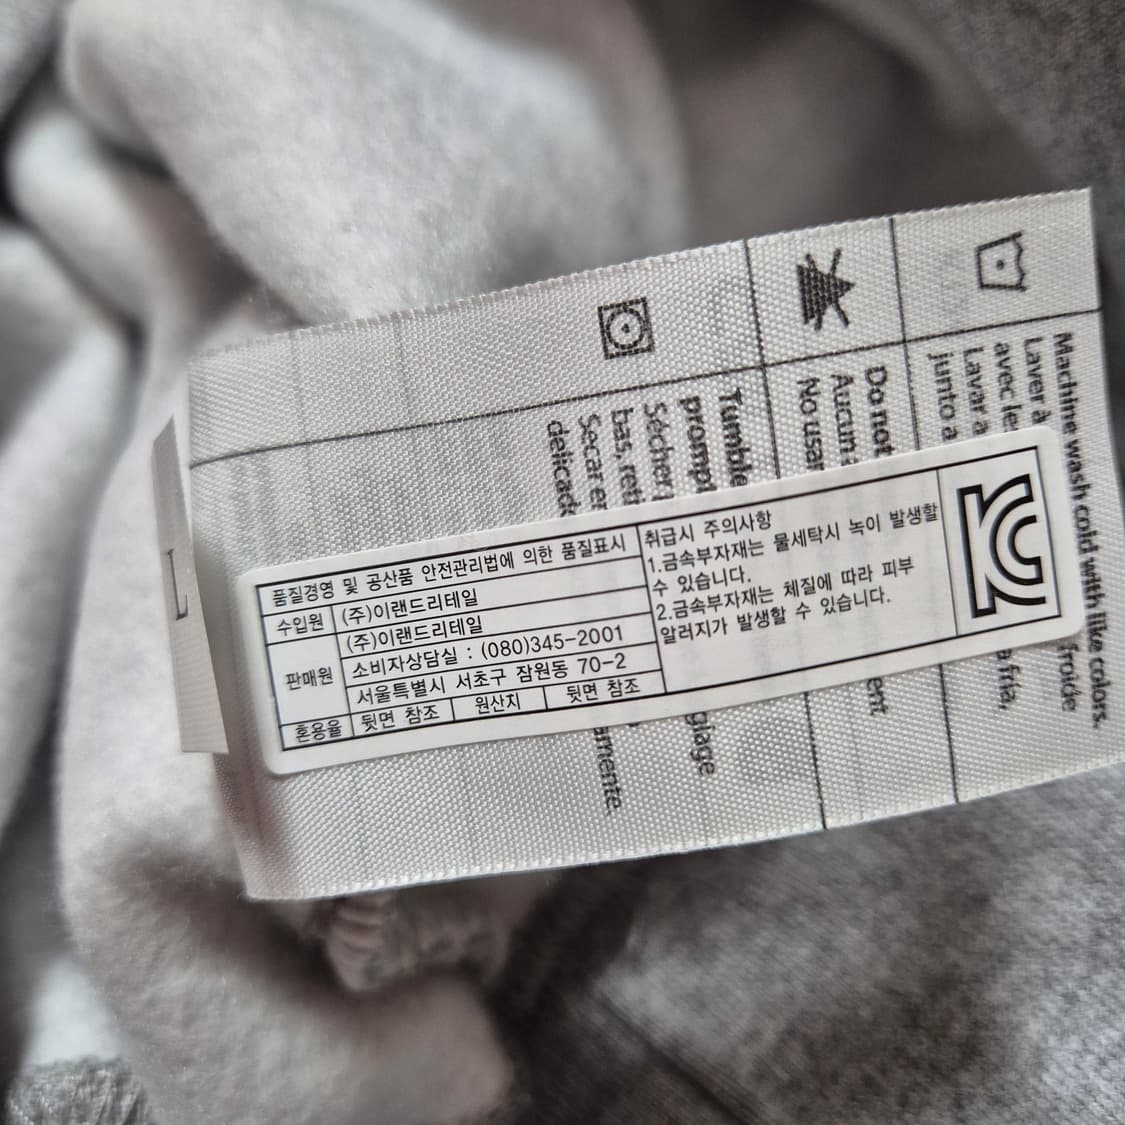 L
품질경영 및 공산품 안전관리법에 의한 품질표시
수입원 (주)이랜드리테일
판매원 (주)이랜드리테일
소비자상담실 : (080)345-2001
서울특별시 서초구 잠원동 70-2
혼용율 뒷면 참조 원산지 뒷면 참조
취급시 주의사항
1.금속부자재는 물세탁시 녹이 발생할
수 있습니다.
2.금속부자재는 체질에 따라 피부
알러지가 발생할 수 있습니다.
Machine wash cold with like colors.
Laver à froide
avec le
Lavar a fria,
junto a
Do not
Aucun
No usar
Tumble
prompt
Sécher glage
bas, reti
Secar e
delicad amente.